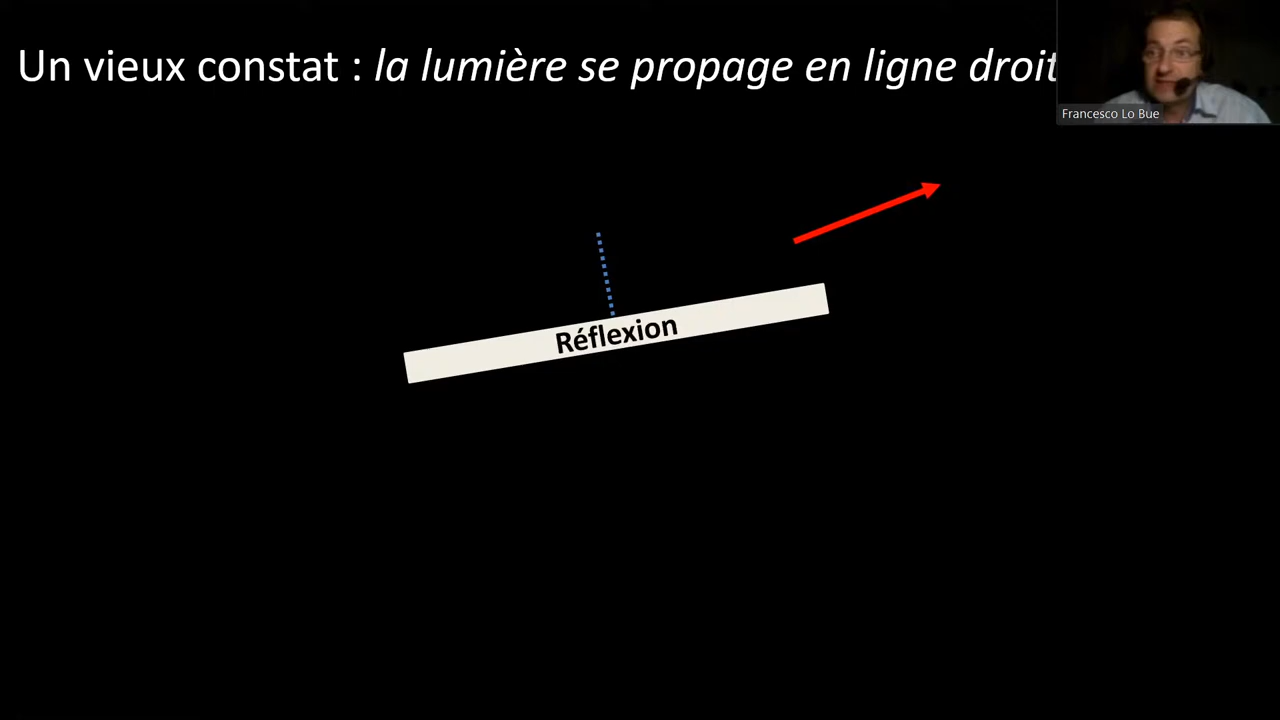 Un vieux constat : la lumière se propage en ligne droit
Francesco Lo Bue
Réflexion